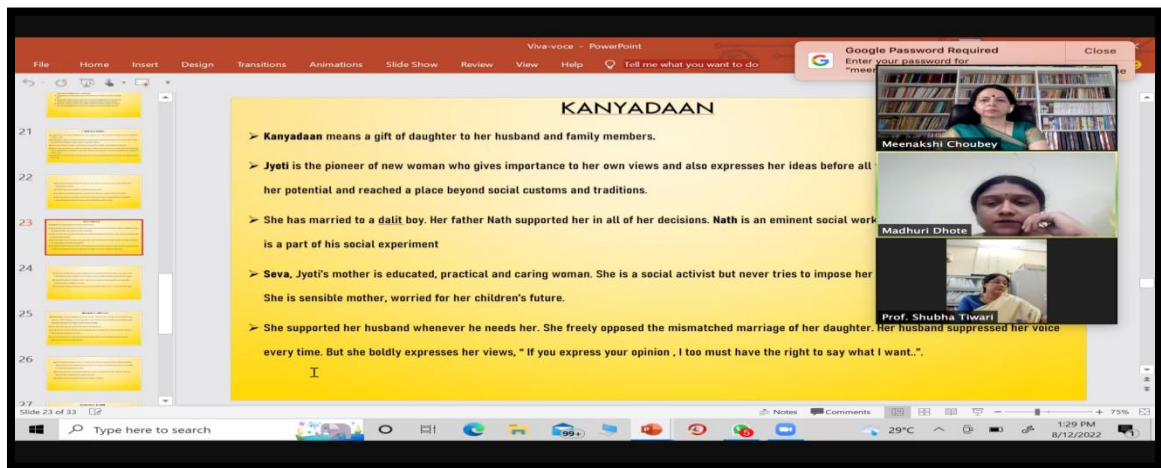 Viva-voce - PowerPoint
Google Password Required
Close
Enter your password for
"meer
File Home Insert Design Transitions Animations Slide Show Review View Help Tell me what you want to do
Meenakshi Choubey
Madhuri Dhote
Prof. Shubha Tiwari
21
22
23
24
25
26
27
KANYADAAN
➢ Kanyadaan means a gift of daughter to her husband and family members.
➢ Jyoti is the pioneer of new woman who gives importance to her own views and also expresses her ideas before all
her potential and reached a place beyond social customs and traditions.
➢ She has married to a dalit boy. Her father Nath supported her in all of her decisions. Nath is an eminent social work
is a part of his social experiment
➢ Seva, Jyoti's mother is educated, practical and caring woman. She is a social activist but never tries to impose her
She is sensible mother, worried for her children's future.
➢ She supported her husband whenever he needs her. She freely opposed the mismatched marriage of her daughter. Her husband suppressed her voice
every time. But she boldly expresses her views, " If you express your opinion , I too must have the right to say what I want..".
Slide 23 of 33
Notes Comments 75%
Type here to search
99+
29°C
1:29 PM
8/12/2022